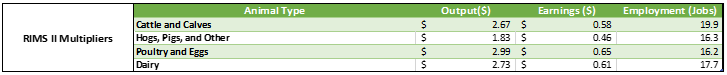 Animal Type Output($) Earnings ($) Employment (Jobs)
RIMS II Multipliers
Cattle and Calves $ 2.67 $ 0.58 19.9
Hogs, Pigs, and Other $ 1.83 $ 0.46 16.3
Poultry and Eggs $ 2.99 $ 0.65 16.2
Dairy $ 2.73 $ 0.61 17.7